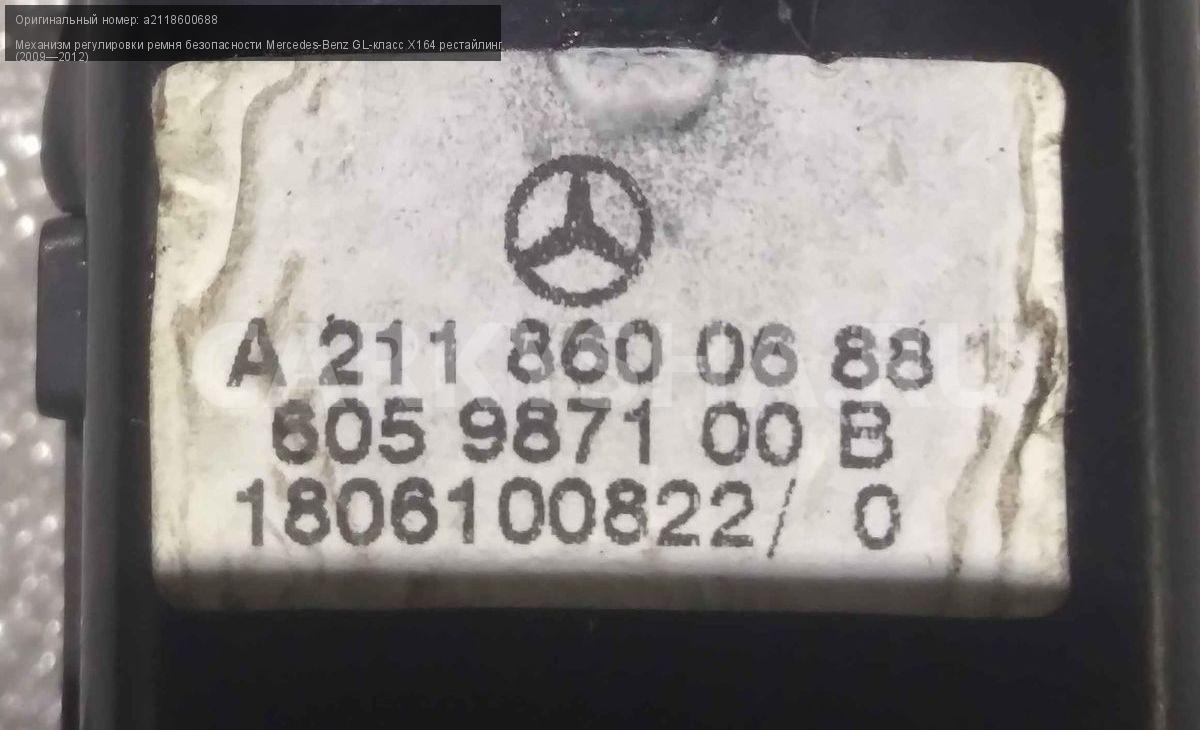 Оригинальный номер: a2118600688
Механизм регулировки ремня безопасности Mercedes-Benz GL-класс X164 рестайлинг
(2009—2012)
A 211 860 06 88
605 9871 00 B
1806100822/ 0